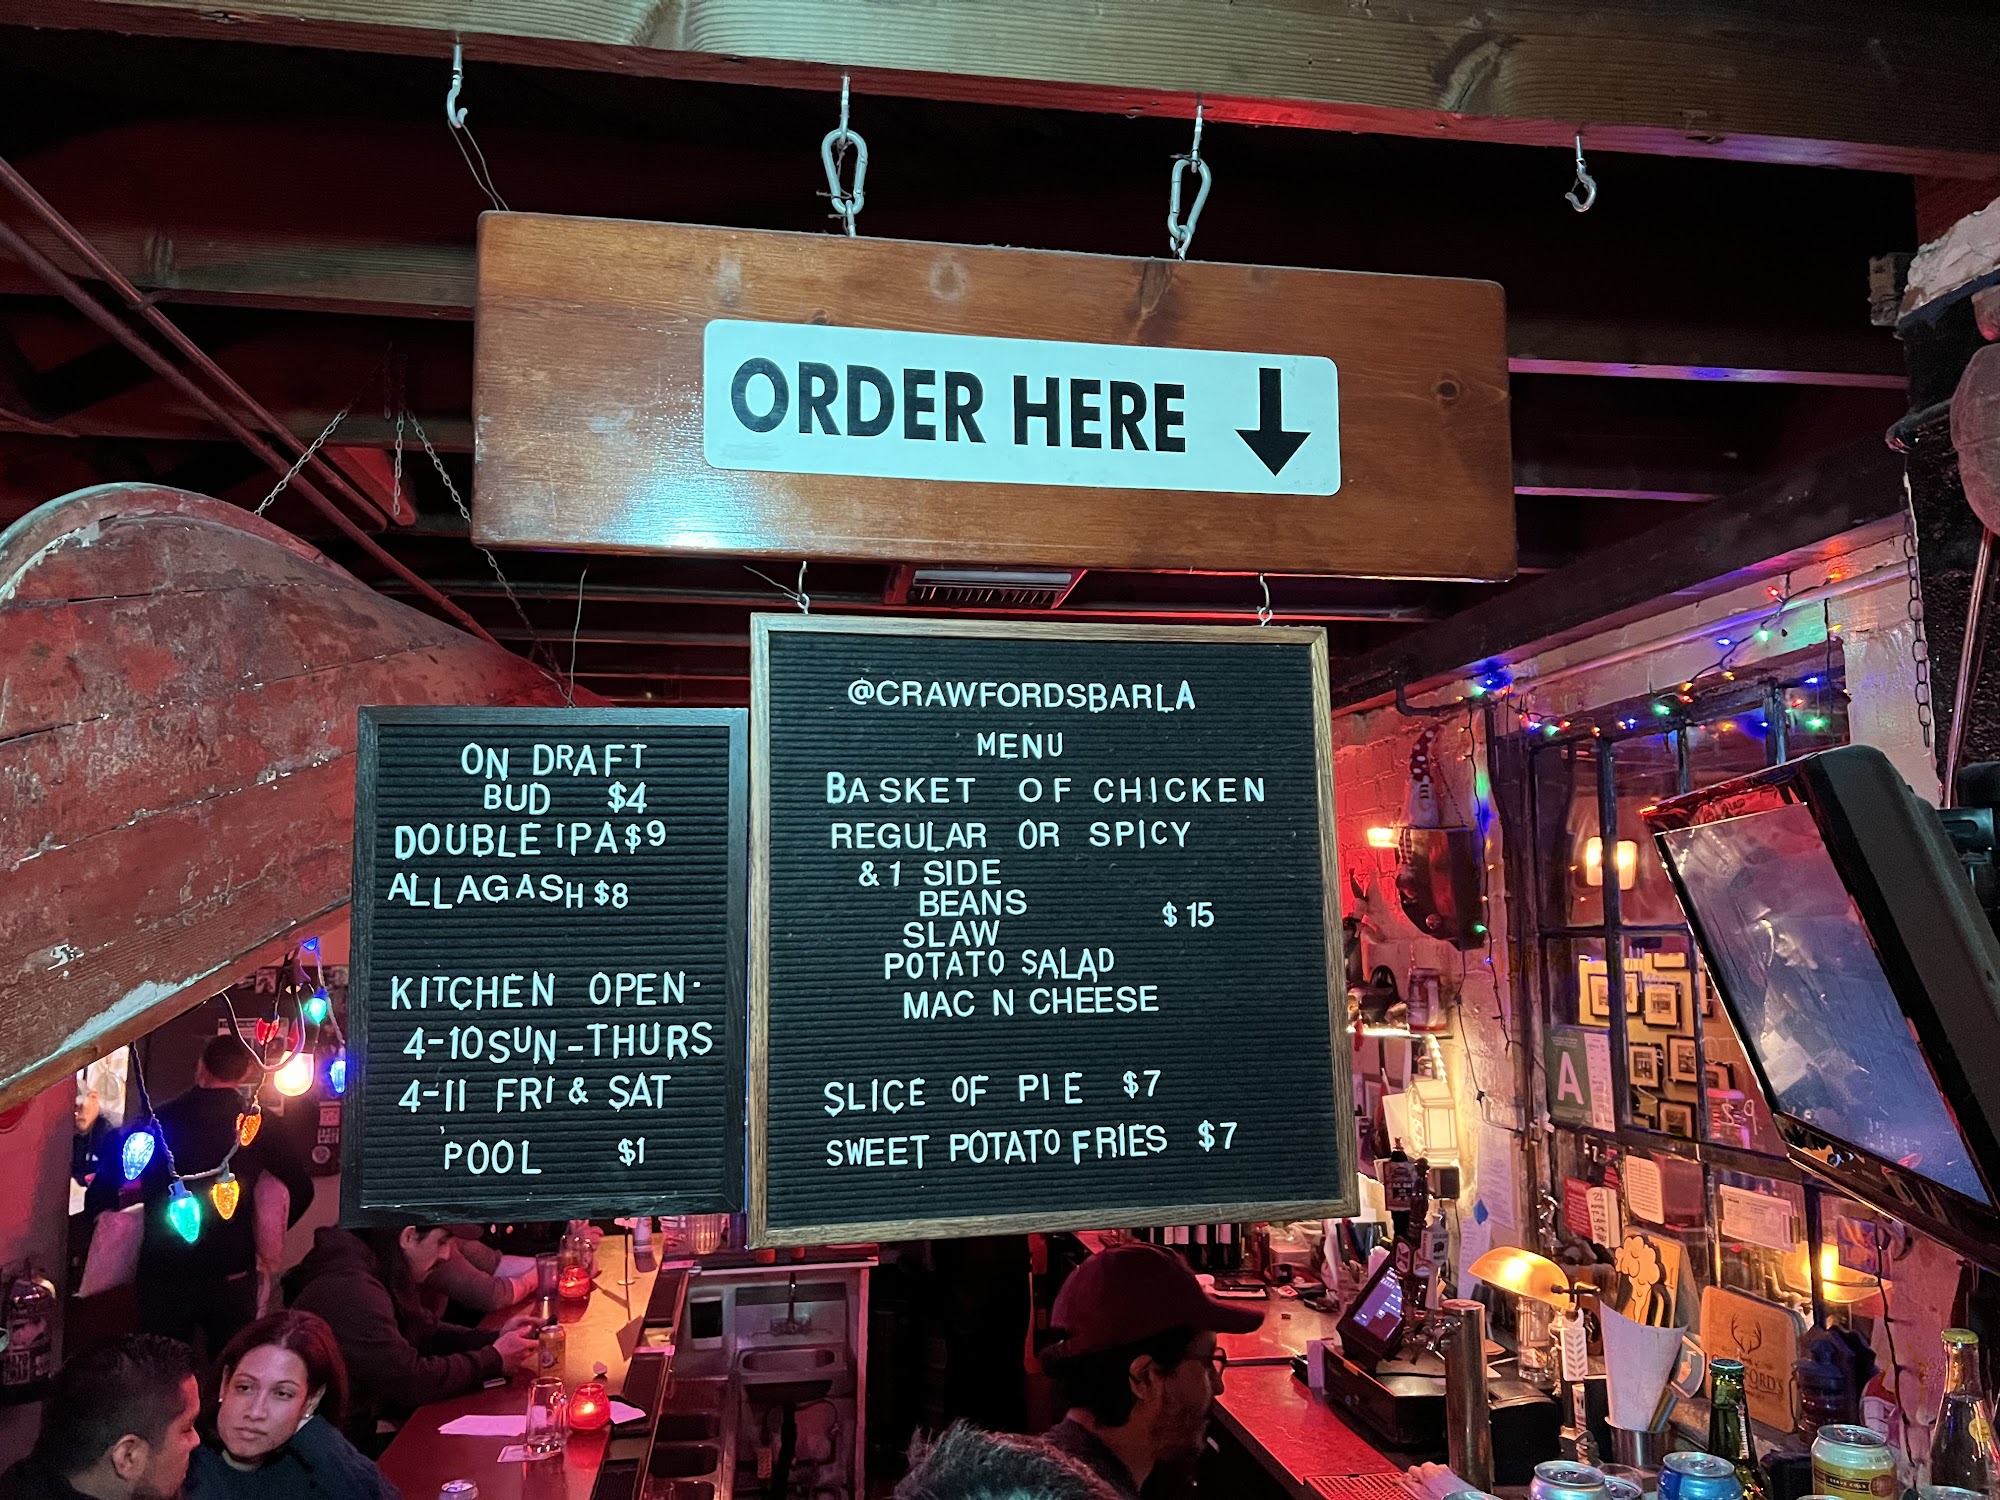 ORDER HERE
ON DRAFT
BUD $4
DOUBLE IPA $9
ALLAGASH $8
KITCHEN OPEN-
4-10 SUN-THURS
4-11 FRI & SAT
POOL $1
@CRAWFORDSBARLA
MENU
BASKET OF CHICKEN
REGULAR OR SPICY
& 1 SIDE
BEANS
$15
SLAW
POTATO SALAD
MAC N CHEESE
SLICE OF PIE $7
SWEET POTATO FRIES $7
A